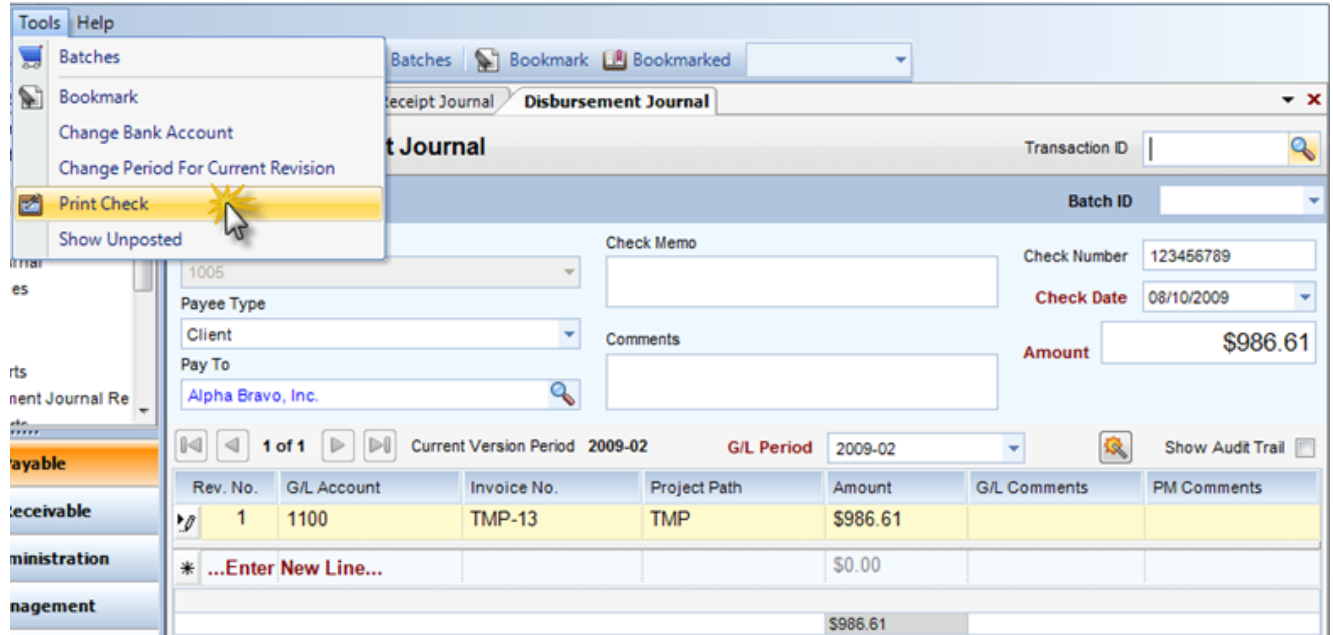 Tools Help
Batches
Batches Bookmark Bookmarked
Bookmark
Receipt Journal Disbursement Journal
Change Bank Account
t Journal
Transaction ID
Change Period For Current Revision
Print Check
Batch ID
Show Unposted
Check Memo
Check Number 123456789
1005
es
Payee Type
Check Date 08/10/2009
Client
Comments
Amount $986.61
Pay To
rts
Alpha Bravo, Inc.
ment Journal Re
1 of 1 Current Version Period 2009-02 G/L Period 2009-02 Show Audit Trail
Payable
Rev. No. G/L Account Invoice No. Project Path Amount G/L Comments PM Comments
Receivable
1 1100 TMP-13 TMP $986.61
ministration
...Enter New Line... $0.00
nagement
$986.61